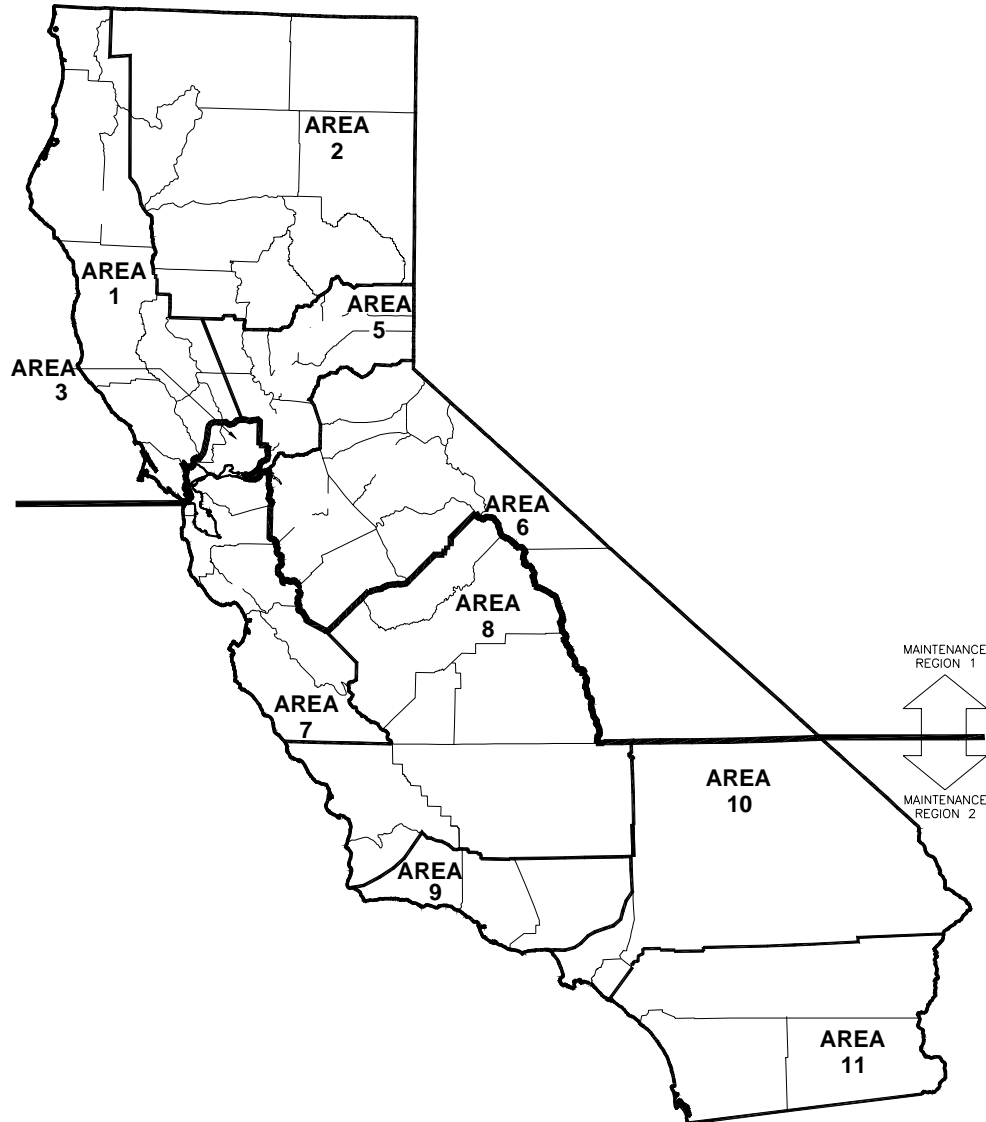 AREA
2
AREA
1
AREA
5
AREA
3
AREA
6
AREA
8
MAINTENANCE
REGION 1
AREA
7
AREA
10
MAINTENANCE
REGION 2
AREA
9
AREA
11